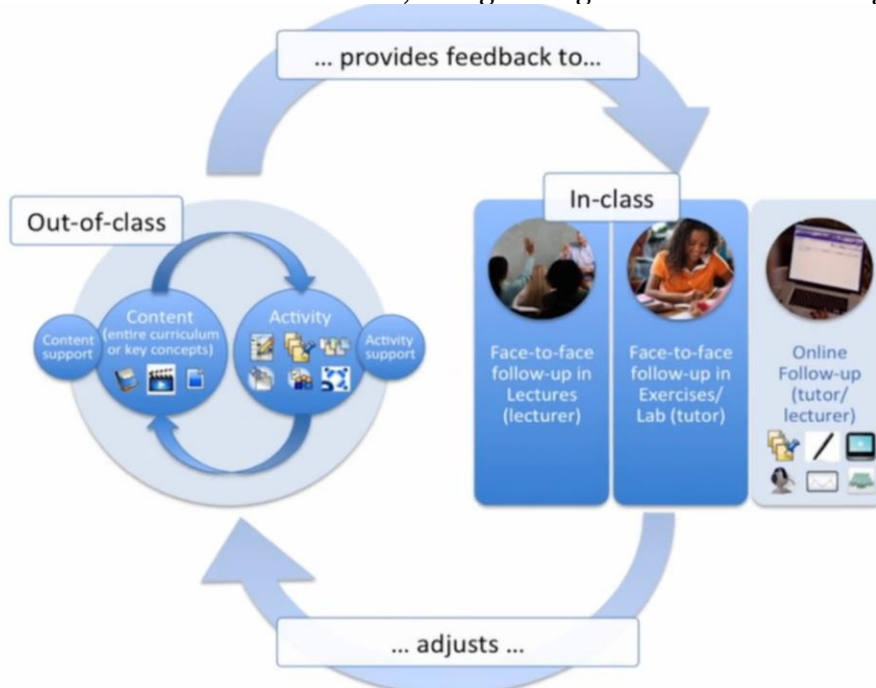 ... provides feedback to...
In-class
Out-of-class
Content
(entire curriculum
or key concepts)
Activity
Content
support
Activity
support
Face-to-face
follow-up in
Lectures
(lecturer)
Face-to-face
follow-up in
Exercises/
Lab (tutor)
Online
Follow-up
(tutor/
lecturer)
... adjusts ...